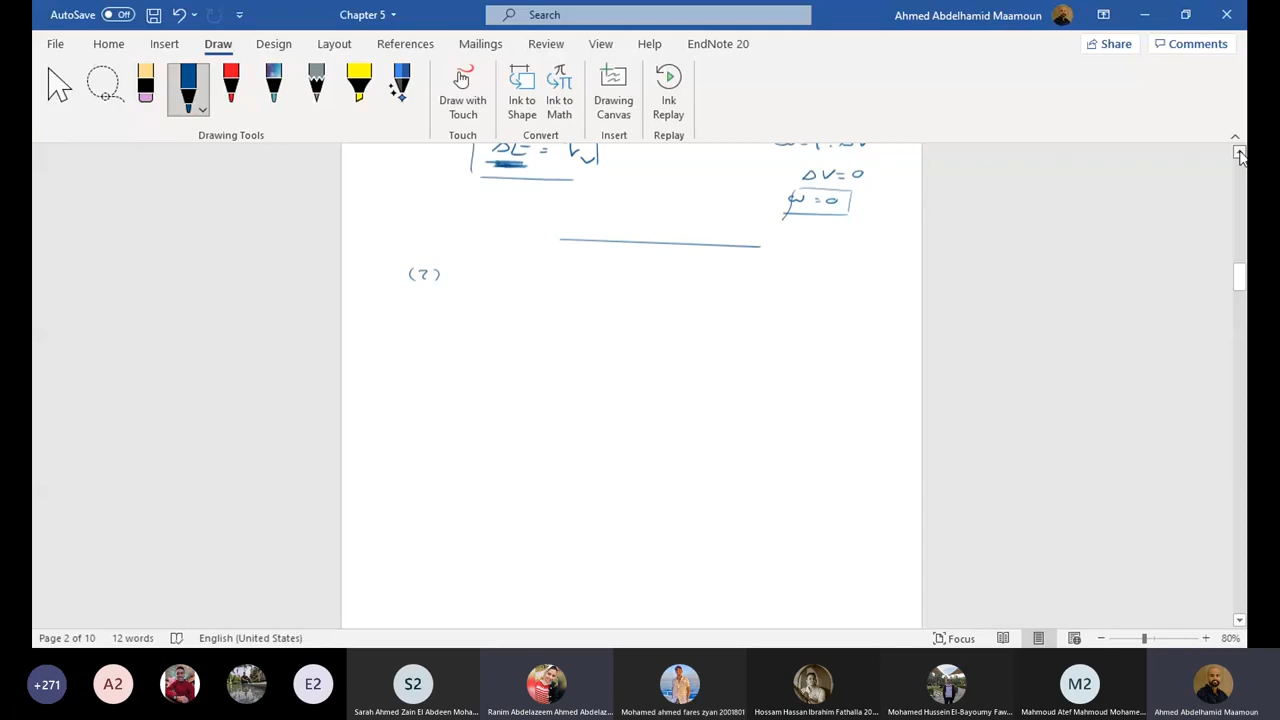 AutoSave Off
Chapter 5
Search
Ahmed Abdelhamid Maamoun
File Home Insert Draw Design Layout References Mailings Review View Help EndNote 20
Share Comments
Draw with Touch
Ink to Shape
Ink to Math
Drawing Canvas
Ink Replay
Drawing Tools
Touch
Convert
Insert
Replay
ΔE = qᵥ
ΔV = 0
ω = 0
(2)
Page 2 of 10 12 words English (United States) Focus 80%
+271 A2 E2 S2 M2
Sarah Ahmed Zain El Abdeen Moha...
Ranim Abdelazeem Ahmed Abdelaz...
Mohamed ahmed fares zyan 2001801
Hossam Hassan Ibrahim Fathalla 20...
Mohamed Hussein El-Bayoumy Faw...
Mahmoud Atef Mahmoud Mohame...
Ahmed Abdelhamid Maamoun